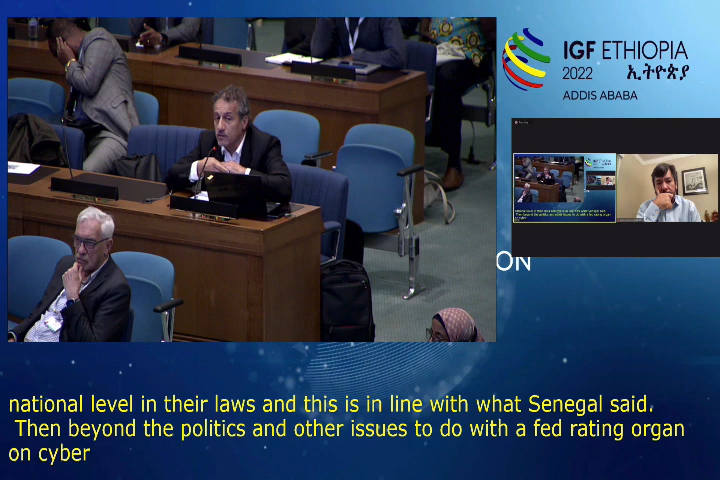 IGF ETHIOPIA
2022 ኢትዮጵያ
ADDIS ABABA
ON
national level in their laws and this is in line with what Senegal said.
Then beyond the politics and other issues to do with a fed rating organ
on cyber